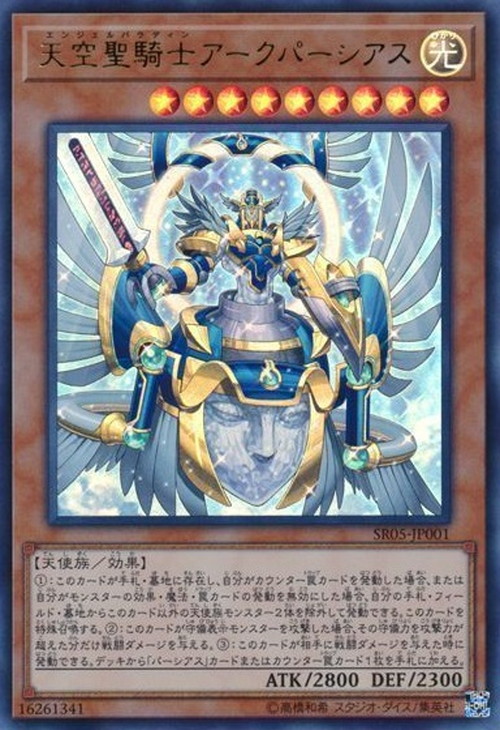 エンジェルパラディン
天空聖騎士アークパーシアス
ひかり
光
SR05-JP001
【天使族／効果】
①：このカードが手札・墓地に存在し、自分がカウンター罠カードを発動した場合、または
自分がモンスターの効果・魔法・罠カードの発動を無効にした場合、自分の手札・フィー
ルド・墓地からこのカード以外の天使族モンスター２体を除外して発動できる。このカードを
特殊召喚する。②：このカードが守備表示モンスターを攻撃した場合、その守備力を攻撃力が
超えた分だけ戦闘ダメージを与える。③：このカードが相手に戦闘ダメージを与えた時に
発動できる。デッキから「パーシアス」カードまたはカウンター罠カード１枚を手札に加える。
ATK/2800 DEF/2300
16261341
©高橋和希 スタジオ・ダイス/集英社